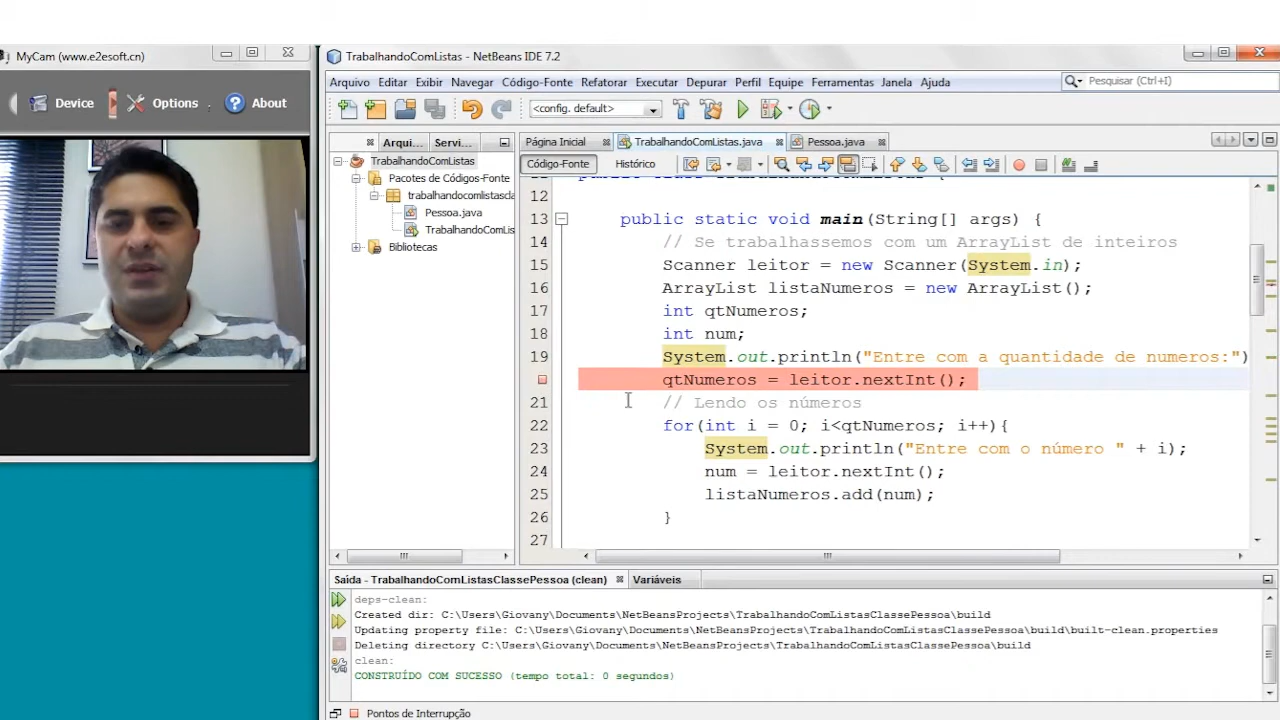 MyCam (www.e2esoft.cn)
Device
Options
About
TrabalhandoComListas - NetBeans IDE 7.2
Arquivo Editar Exibir Navegar Código-Fonte Refatorar Executar Depurar Perfil Equipe Ferramentas Janela Ajuda
Pesquisar (Ctrl+I)
<config. default>
Arqui... Servi...
Página Inicial TrabalhandoComListas.java Pessoa.java
Código-Fonte Histórico
TrabalhandoComListas
Pacotes de Códigos-Fonte
trabalhandocomlistascla
Pessoa.java
TrabalhandoComLis
Bibliotecas
12
13 public static void main(String[] args) {
14 // Se trabalhassemos com um ArrayList de inteiros
15 Scanner leitor = new Scanner(System.in);
16 ArrayList listaNumeros = new ArrayList();
17 int qtNumeros;
18 int num;
19 System.out.println("Entre com a quantidade de numeros:")
qtNumeros = leitor.nextInt();
21 // Lendo os números
22 for(int i = 0; i<qtNumeros; i++){
23 System.out.println("Entre com o número " + i);
24 num = leitor.nextInt();
25 listaNumeros.add(num);
26 }
27
Saída - TrabalhandoComListasClassePessoa (clean) Variáveis
deps-clean:
Created dir: C:\Users\Giovany\Documents\NetBeansProjects\TrabalhandoComListasClassePessoa\build
Updating property file: C:\Users\Giovany\Documents\NetBeansProjects\TrabalhandoComListasClassePessoa\build\built-clean.properties
Deleting directory C:\Users\Giovany\Documents\NetBeansProjects\TrabalhandoComListasClassePessoa\build
clean:
CONSTRUÍDO COM SUCESSO (tempo total: 0 segundos)
Pontos de Interrupção